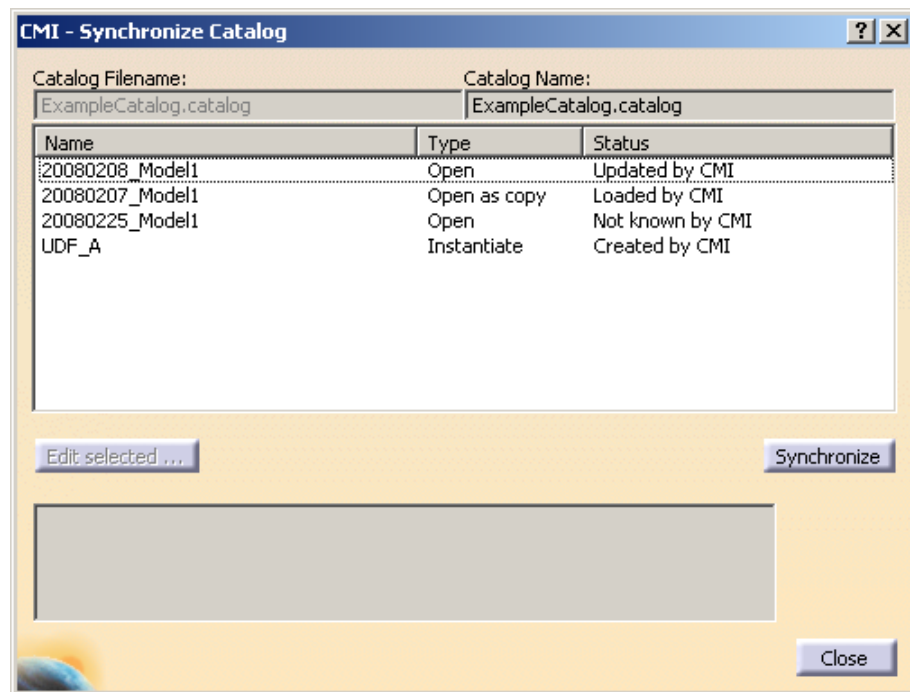 CMI - Synchronize Catalog
Catalog Filename: Catalog Name:
ExampleCatalog.catalog ExampleCatalog.catalog
Name Type Status
20080208_Model1 Open Updated by CMI
20080207_Model1 Open as copy Loaded by CMI
20080225_Model1 Open Not known by CMI
UDF_A Instantiate Created by CMI
Edit selected ... Synchronize
Close